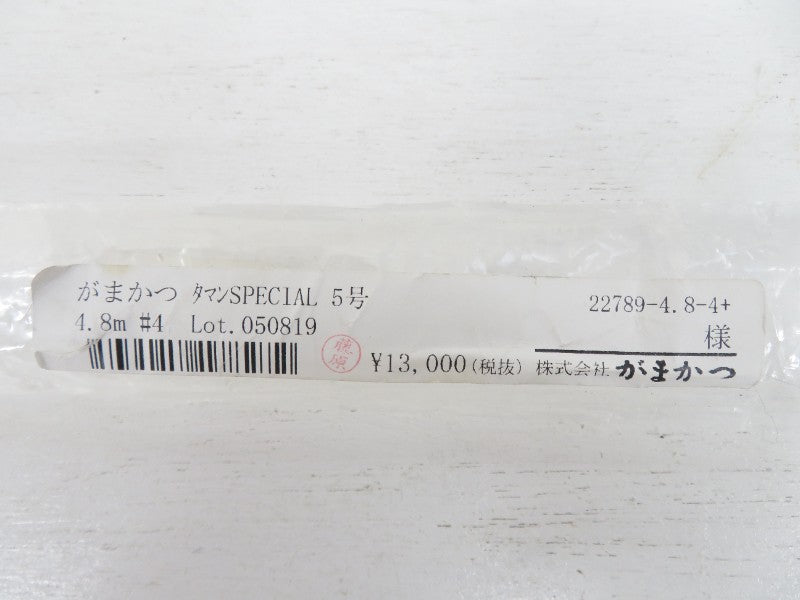 がまかつ ﾀﾏﾝSPECIAL 5号
22789-4.8-4+
4.8m #4 Lot.050819
様
藤原
¥13,000(税抜) 株式会社 がまかつ